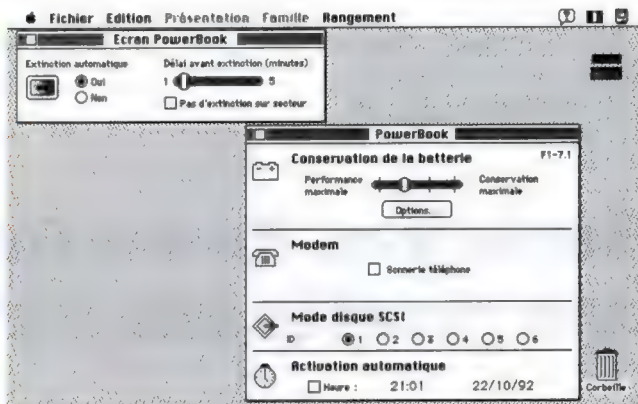 Fichier Edition Présentation Famille Rangement
Ecran PowerBook
Extinction automatique
Oui
Non
Délai avant extinction (minutes)
1 5
Pas d'extinction sur secteur
PowerBook
Conservation de la batterie F1-7.1
Performance maximale
Conservation maximale
Options...
Modem
Sonnerie téléphone
Mode disque SCSI
ID 1 2 3 4 5 6
Activation automatique
Heure : 21:01 22/10/92
Corbeille